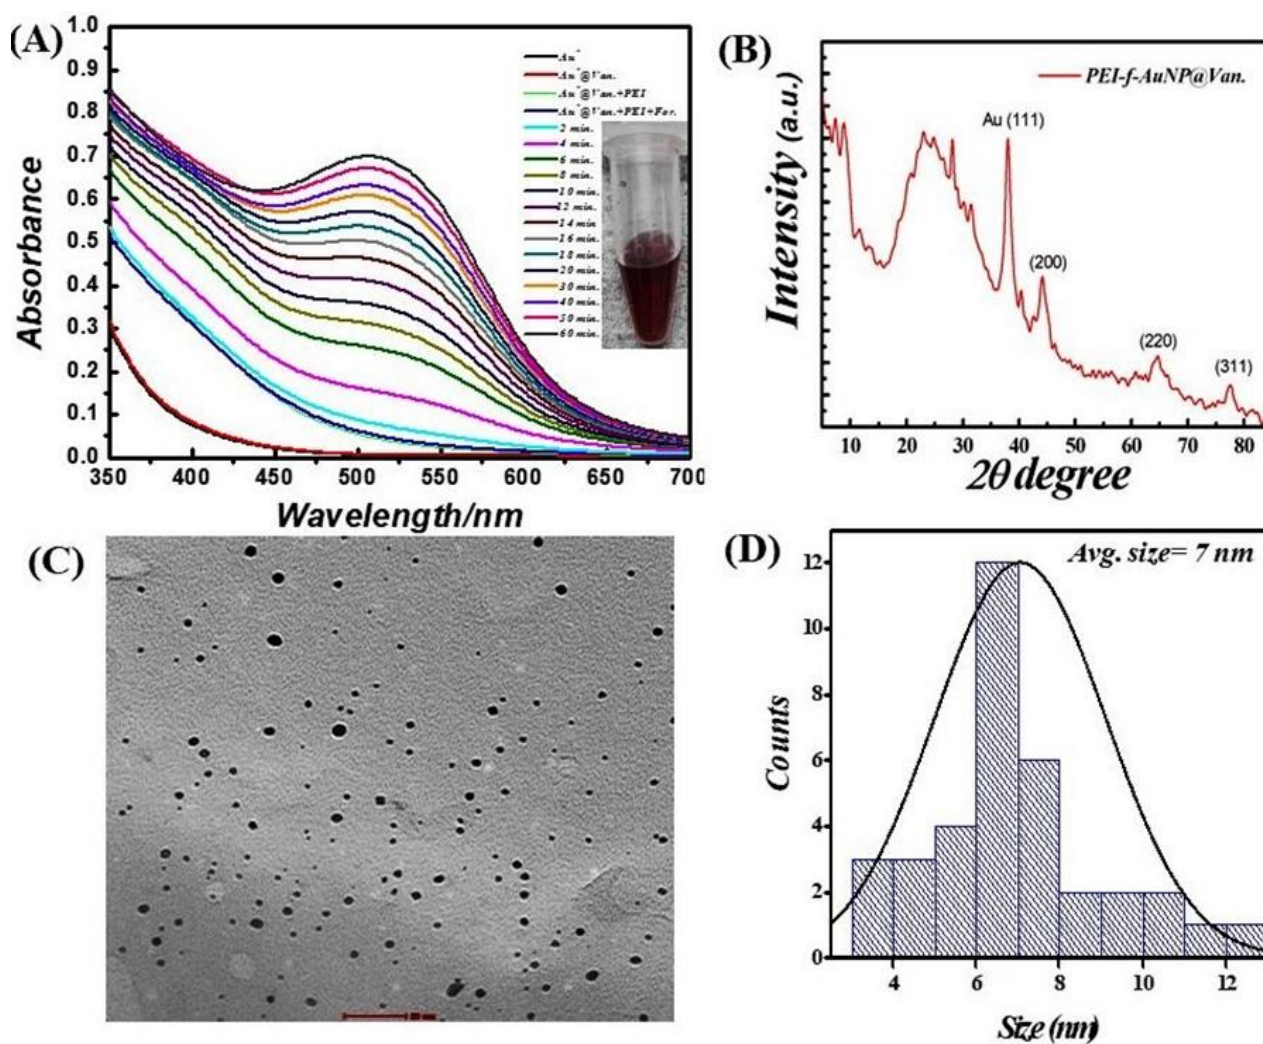 (A)
1.0
0.9
0.8
0.7
0.6
0.5
0.4
0.3
0.2
0.1
0.0
Absorbance
350 400 450 500 550 600 650 700
Wavelength/nm
Au⁺
Au⁺@Van.
Au⁺@Van.+PEI
Au⁺@Van.+PEI+For.
2 min.
4 min.
6 min.
8 min.
10 min.
12 min.
14 min.
16 min.
18 min.
20 min.
30 min.
40 min.
50 min.
60 min.
(B)
PEI-f-AuNP@Van.
Au (111)
(200)
(220)
(311)
Intensity (a.u.)
10 20 30 40 50 60 70 80
2θ degree
(C)
(D)
Avg. size= 7 nm
12
10
8
6
4
2
0
Counts
4 6 8 10 12
Size (nm)